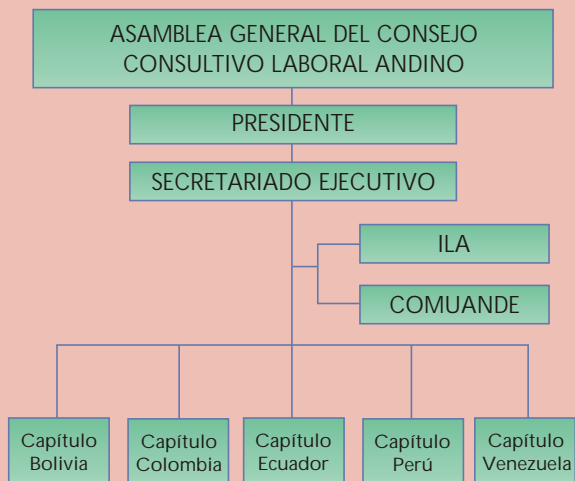 ASAMBLEA GENERAL DEL CONSEJO
CONSULTIVO LABORAL ANDINO
PRESIDENTE
SECRETARIADO EJECUTIVO
ILA
COMUANDE
Capítulo
Bolivia
Capítulo
Colombia
Capítulo
Ecuador
Capítulo
Perú
Capítulo
Venezuela